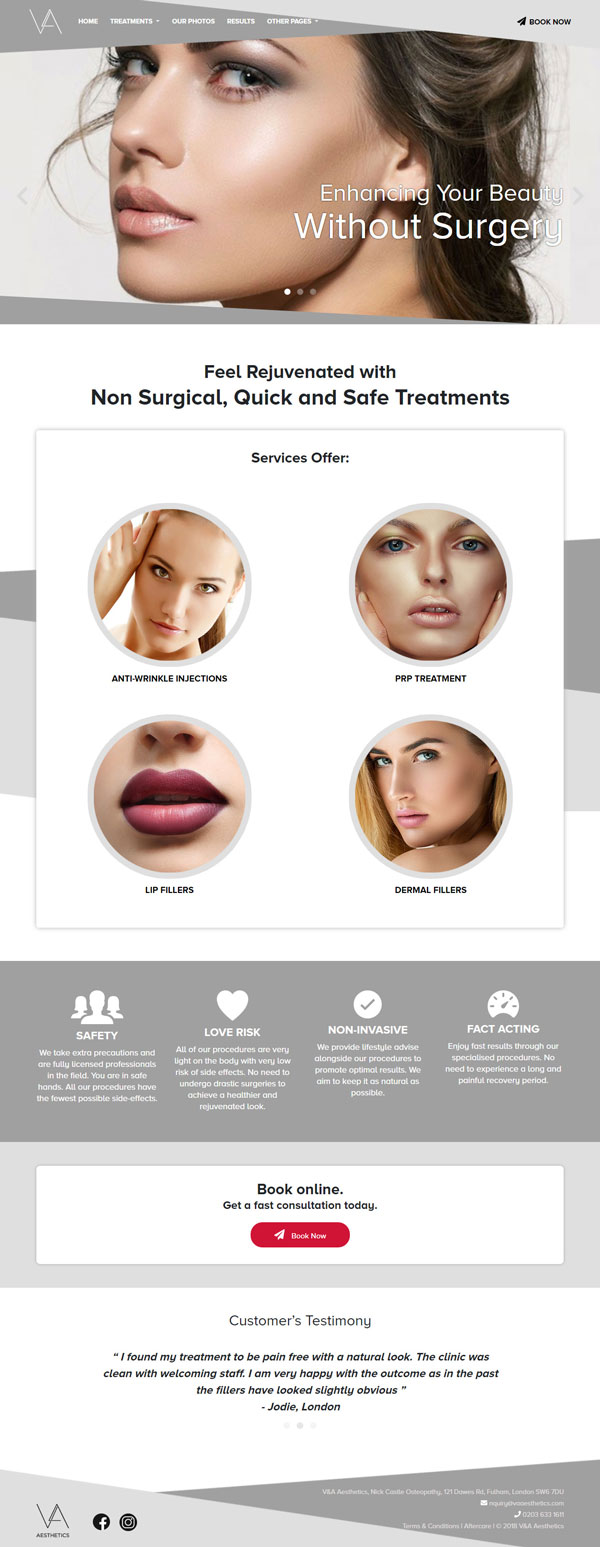 VA
HOME TREATMENTS OUR PHOTOS RESULTS OTHER PAGES BOOK NOW
Enhancing Your Beauty
Without Surgery
Feel Rejuvenated with
Non Surgical, Quick and Safe Treatments
Services Offer:
ANTI-WRINKLE INJECTIONS
PRP TREATMENT
LIP FILLERS
DERMAL FILLERS
SAFETY
We take extra precautions and
are fully licensed professionals
in the field. You are in safe
hands. All our procedures have
the fewest possible side-effects.
LOVE RISK
All of our procedures are very
light on the body with very low
risk of side effects. No need to
undergo drastic surgeries to
achieve a healthier and
rejuvenated look.
NON-INVASIVE
We provide lifestyle advise
alongside our procedures to
promote optimal results. We
aim to keep it as natural as
possible.
FACT ACTING
Enjoy fast results through our
specialised procedures. No
need to experience a long and
painful recovery period.
Book online.
Get a fast consultation today.
Book Now
Customer's Testimony
“ I found my treatment to be pain free with a natural look. The clinic was
clean with welcoming staff. I am very happy with the outcome as in the past
the fillers have looked slightly obvious ”
- Jodie, London
VA
AESTHETICS
V&A Aesthetics, Nick Castle Osteopathy, 121 Dawes Rd, Fulham, London SW6 7DU
nquiry@vaaesthetics.com
0203 633 1611
Terms & Conditions | Aftercare | © 2018 V&A Aesthetics